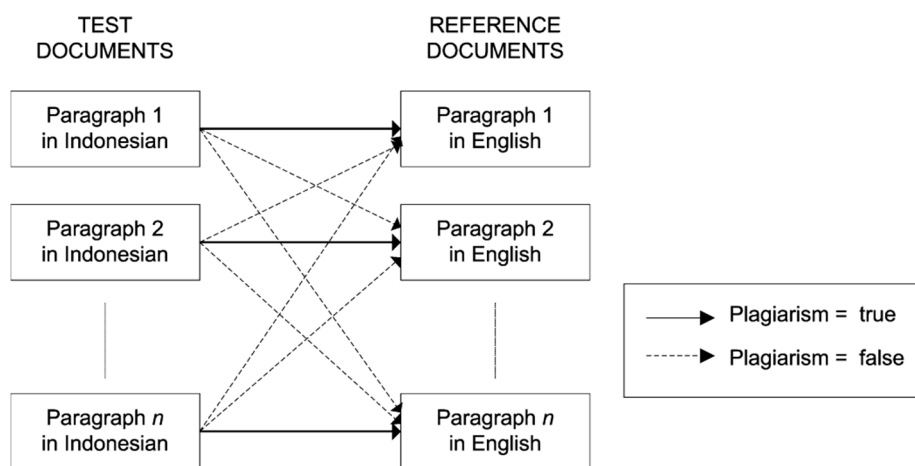 TEST
DOCUMENTS
REFERENCE
DOCUMENTS
Paragraph 1
in Indonesian
Paragraph 1
in English
Paragraph 2
in Indonesian
Paragraph 2
in English
Plagiarism = true
Plagiarism = false
Paragraph n
in Indonesian
Paragraph n
in English